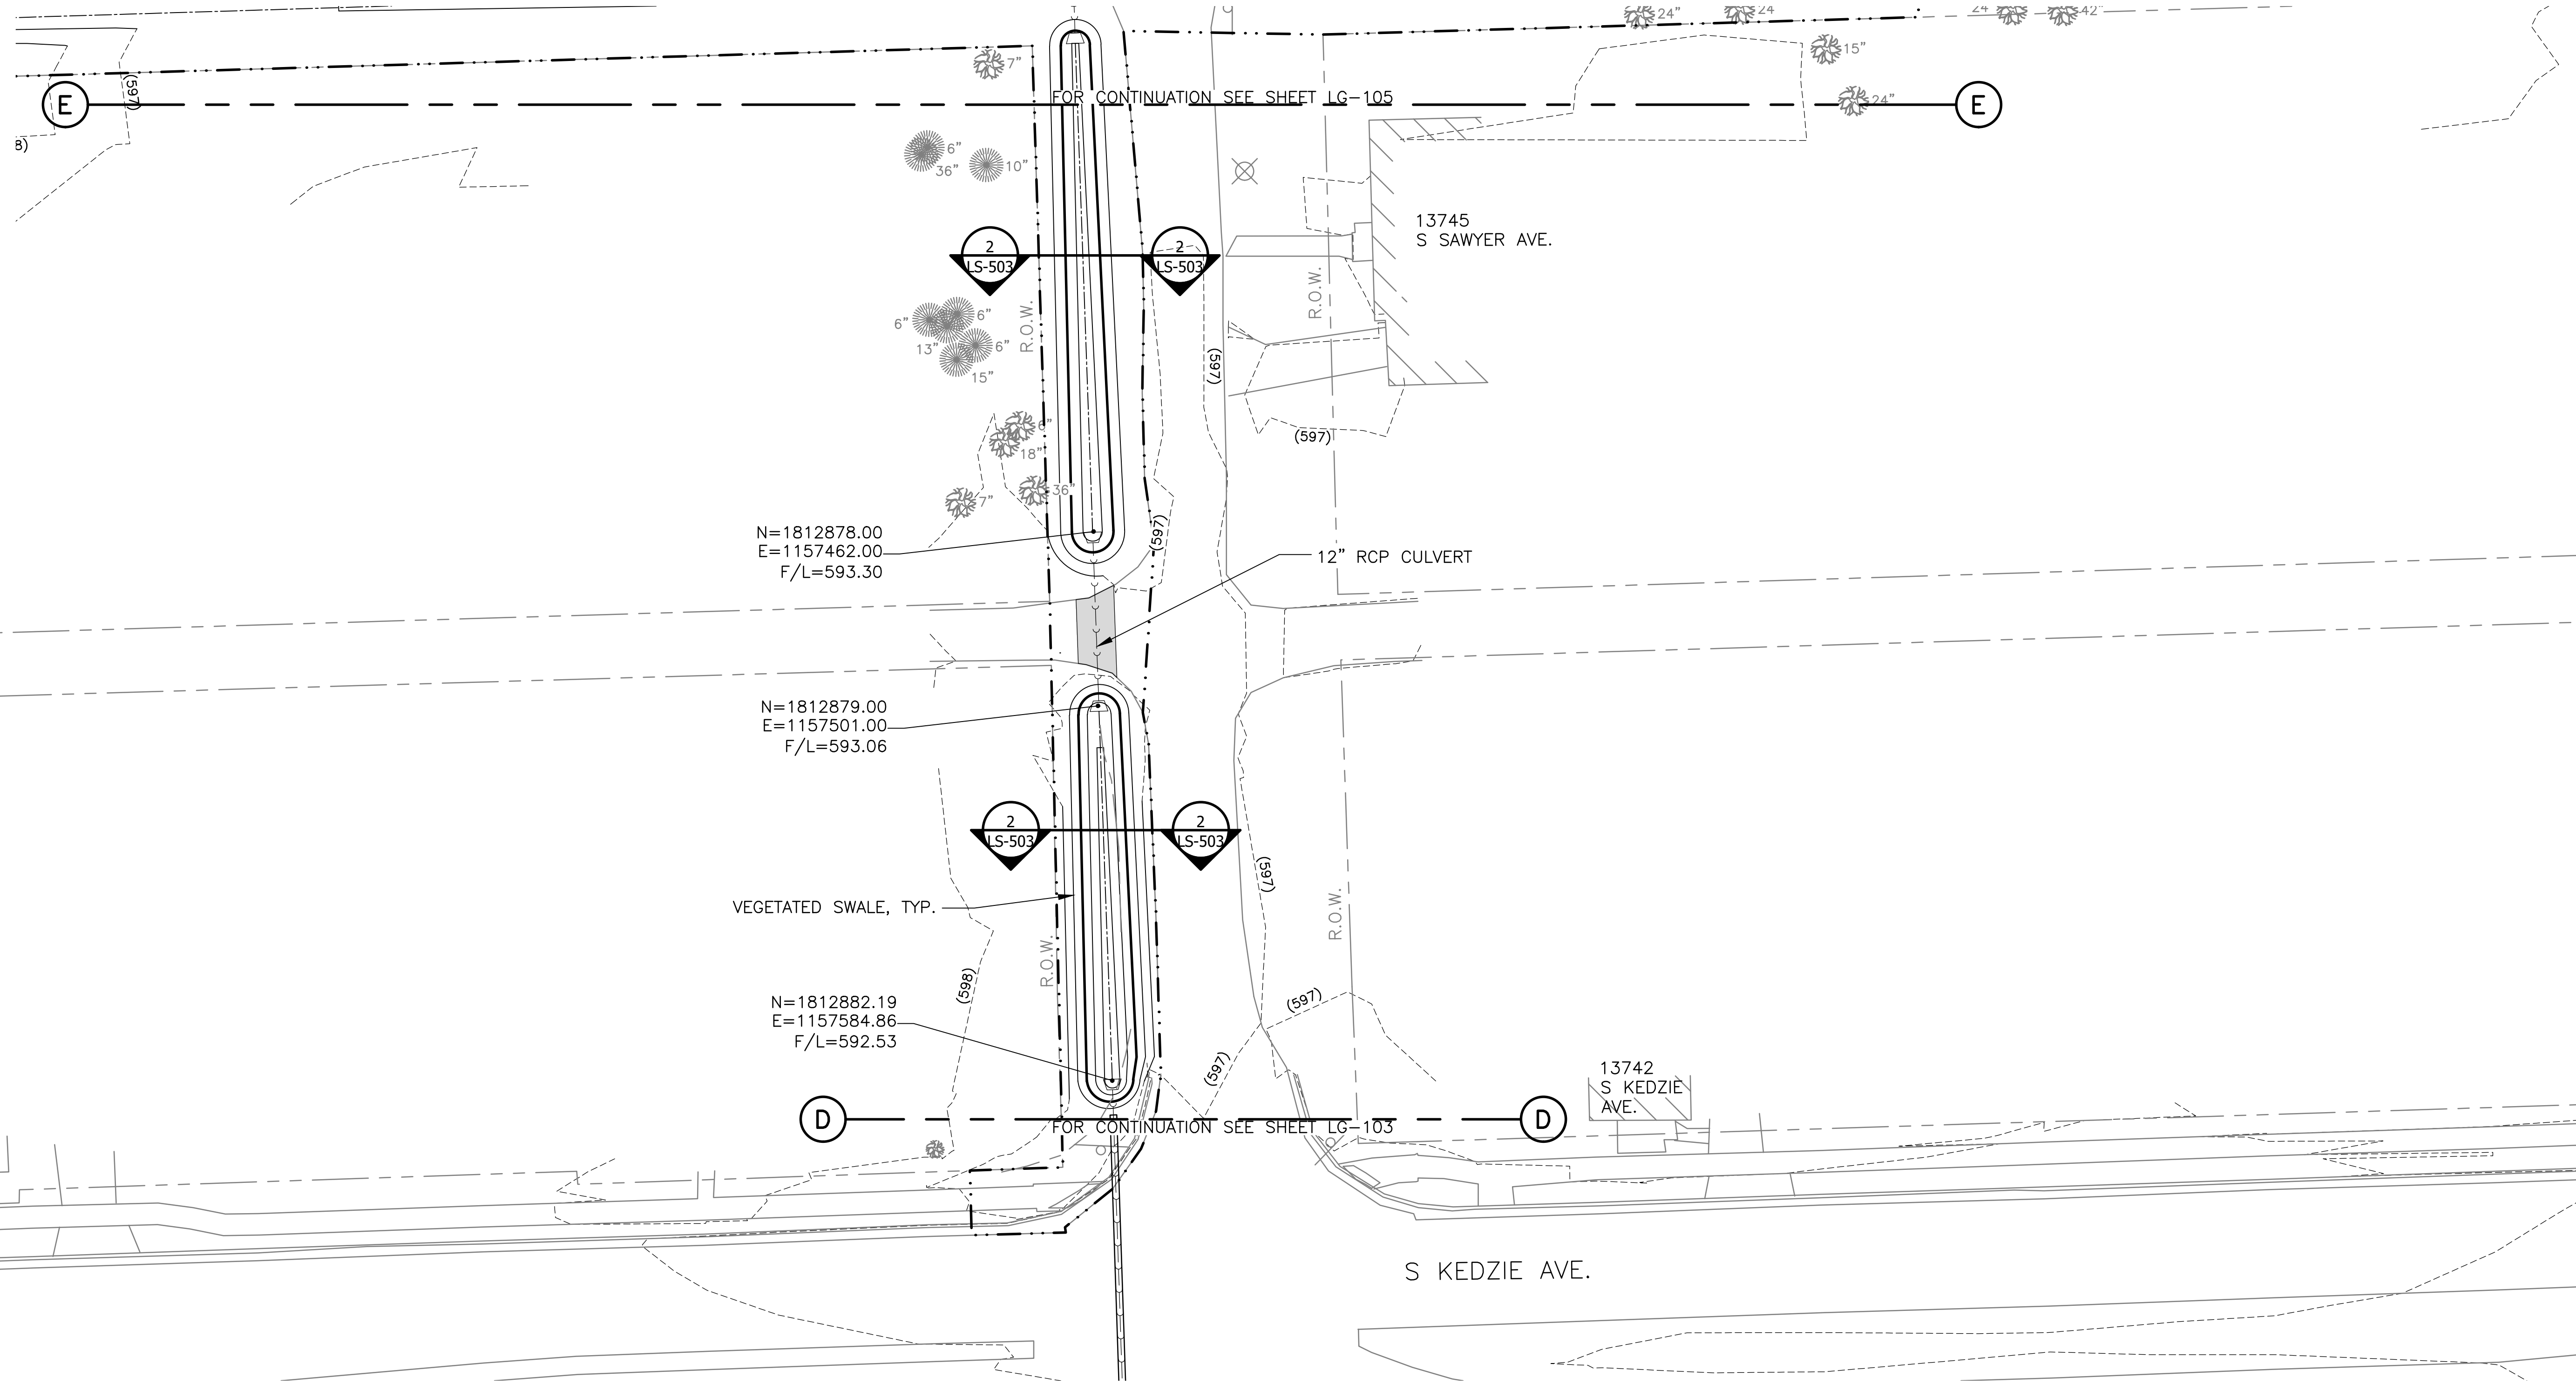 24"
24
24"
42"
7"
15"
(597)
E
FOR CONTINUATION SEE SHEET LG-105
24"
E
8)
6"
36"
10"
13745
S SAWYER AVE.
2
LS-503
2
LS-503
R.O.W.
R.O.W.
6"
6"
13"
6"
15"
(597)
6"
18"
(597)
7"
36"
N=1812878.00
E=1157462.00
F/L=593.30
(597)
12" RCP CULVERT
N=1812879.00
E=1157501.00
F/L=593.06
2
LS-503
2
LS-503
(597)
VEGETATED SWALE, TYP.
R.O.W.
R.O.W.
(598)
(597)
N=1812882.19
E=1157584.86
F/L=592.53
(597)
13742
S KEDZIE
AVE.
D
FOR CONTINUATION SEE SHEET LG-103
D
S KEDZIE AVE.